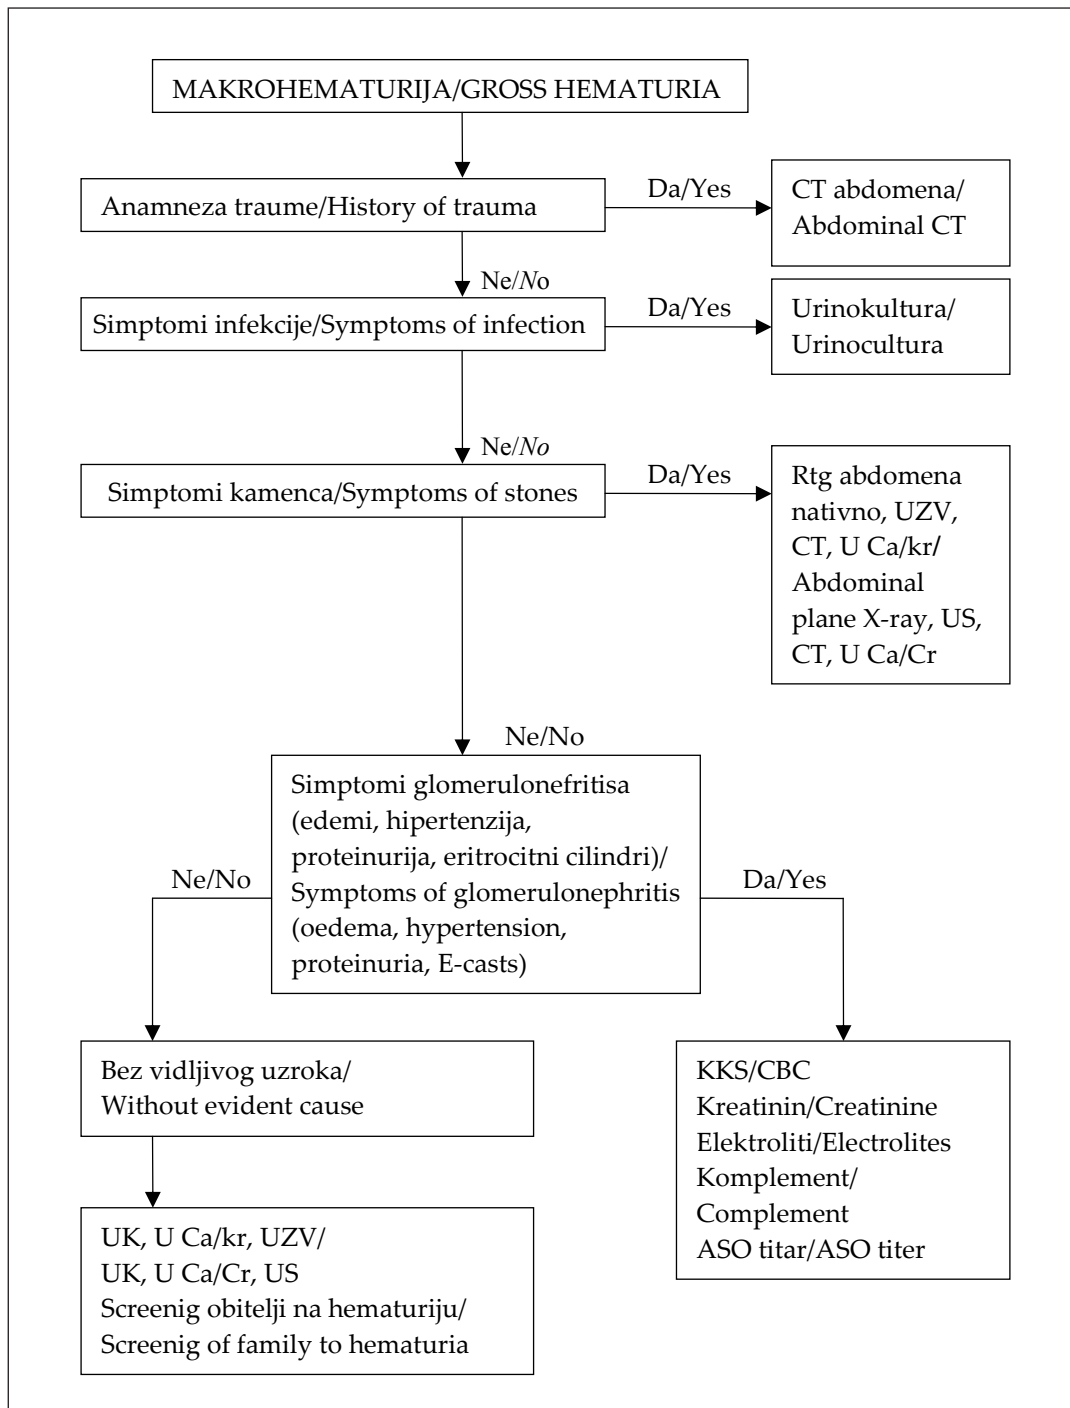 MAKROHEMATURIJA/GROSS HEMATURIA
Anamneza traume/History of trauma
Da/Yes
CT abdomena/
Abdominal CT
Ne/No
Simptomi infekcije/Symptoms of infection
Da/Yes
Urinokultura/
Urinocultura
Ne/No
Simptomi kamenca/Symptoms of stones
Da/Yes
Rtg abdomena
nativno, UZV,
CT, U Ca/kr/
Abdominal
plane X-ray, US,
CT, U Ca/Cr
Ne/No
Simptomi glomerulonefritisa
(edemi, hipertenzija,
proteinurija, eritrocitni cilindri)/
Symptoms of glomerulonephritis
(oedema, hypertension,
proteinuria, E-casts)
Ne/No
Da/Yes
Bez vidljivog uzroka/
Without evident cause
KKS/CBC
Kreatinin/Creatinine
Elektroliti/Electrolites
Komplement/
Complement
ASO titar/ASO titer
UK, U Ca/kr, UZV/
UK, U Ca/Cr, US
Screenig obitelji na hematuriju/
Screenig of family to hematuria